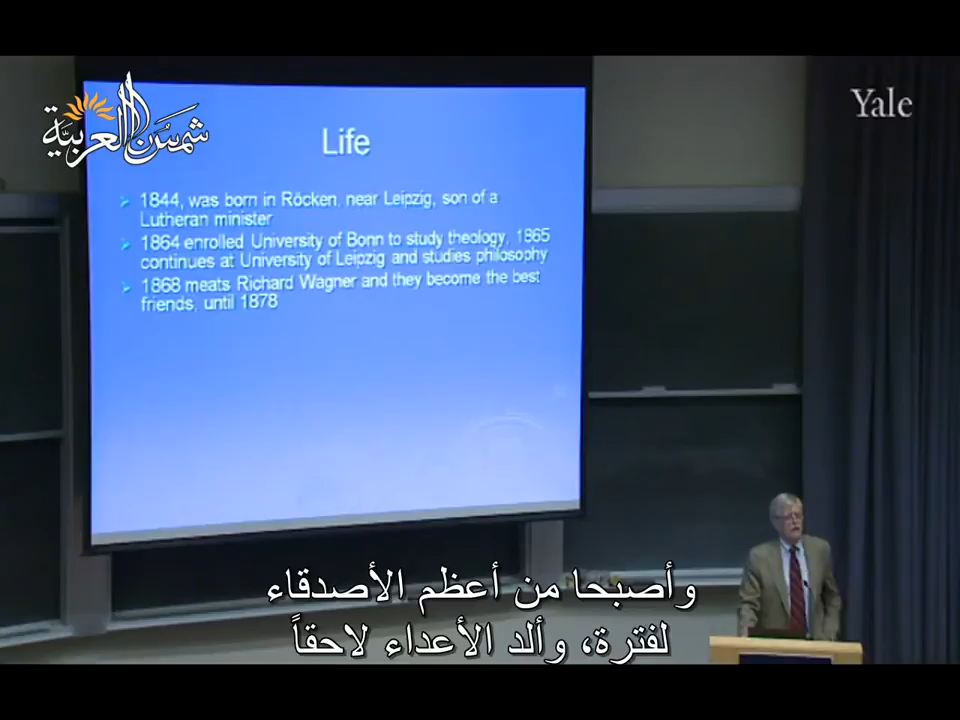 شمس العربية
Yale
Life
1844, was born in Röcken, near Leipzig, son of a
Lutheran minister
1864 enrolled University of Bonn to study theology, 1865
continues at University of Leipzig and studies philosophy
1868 meats Richard Wagner and they become the best
friends, until 1878
وأصبحا من أعظم الأصدقاء
لفترة، وألد الأعداء لاحقاً